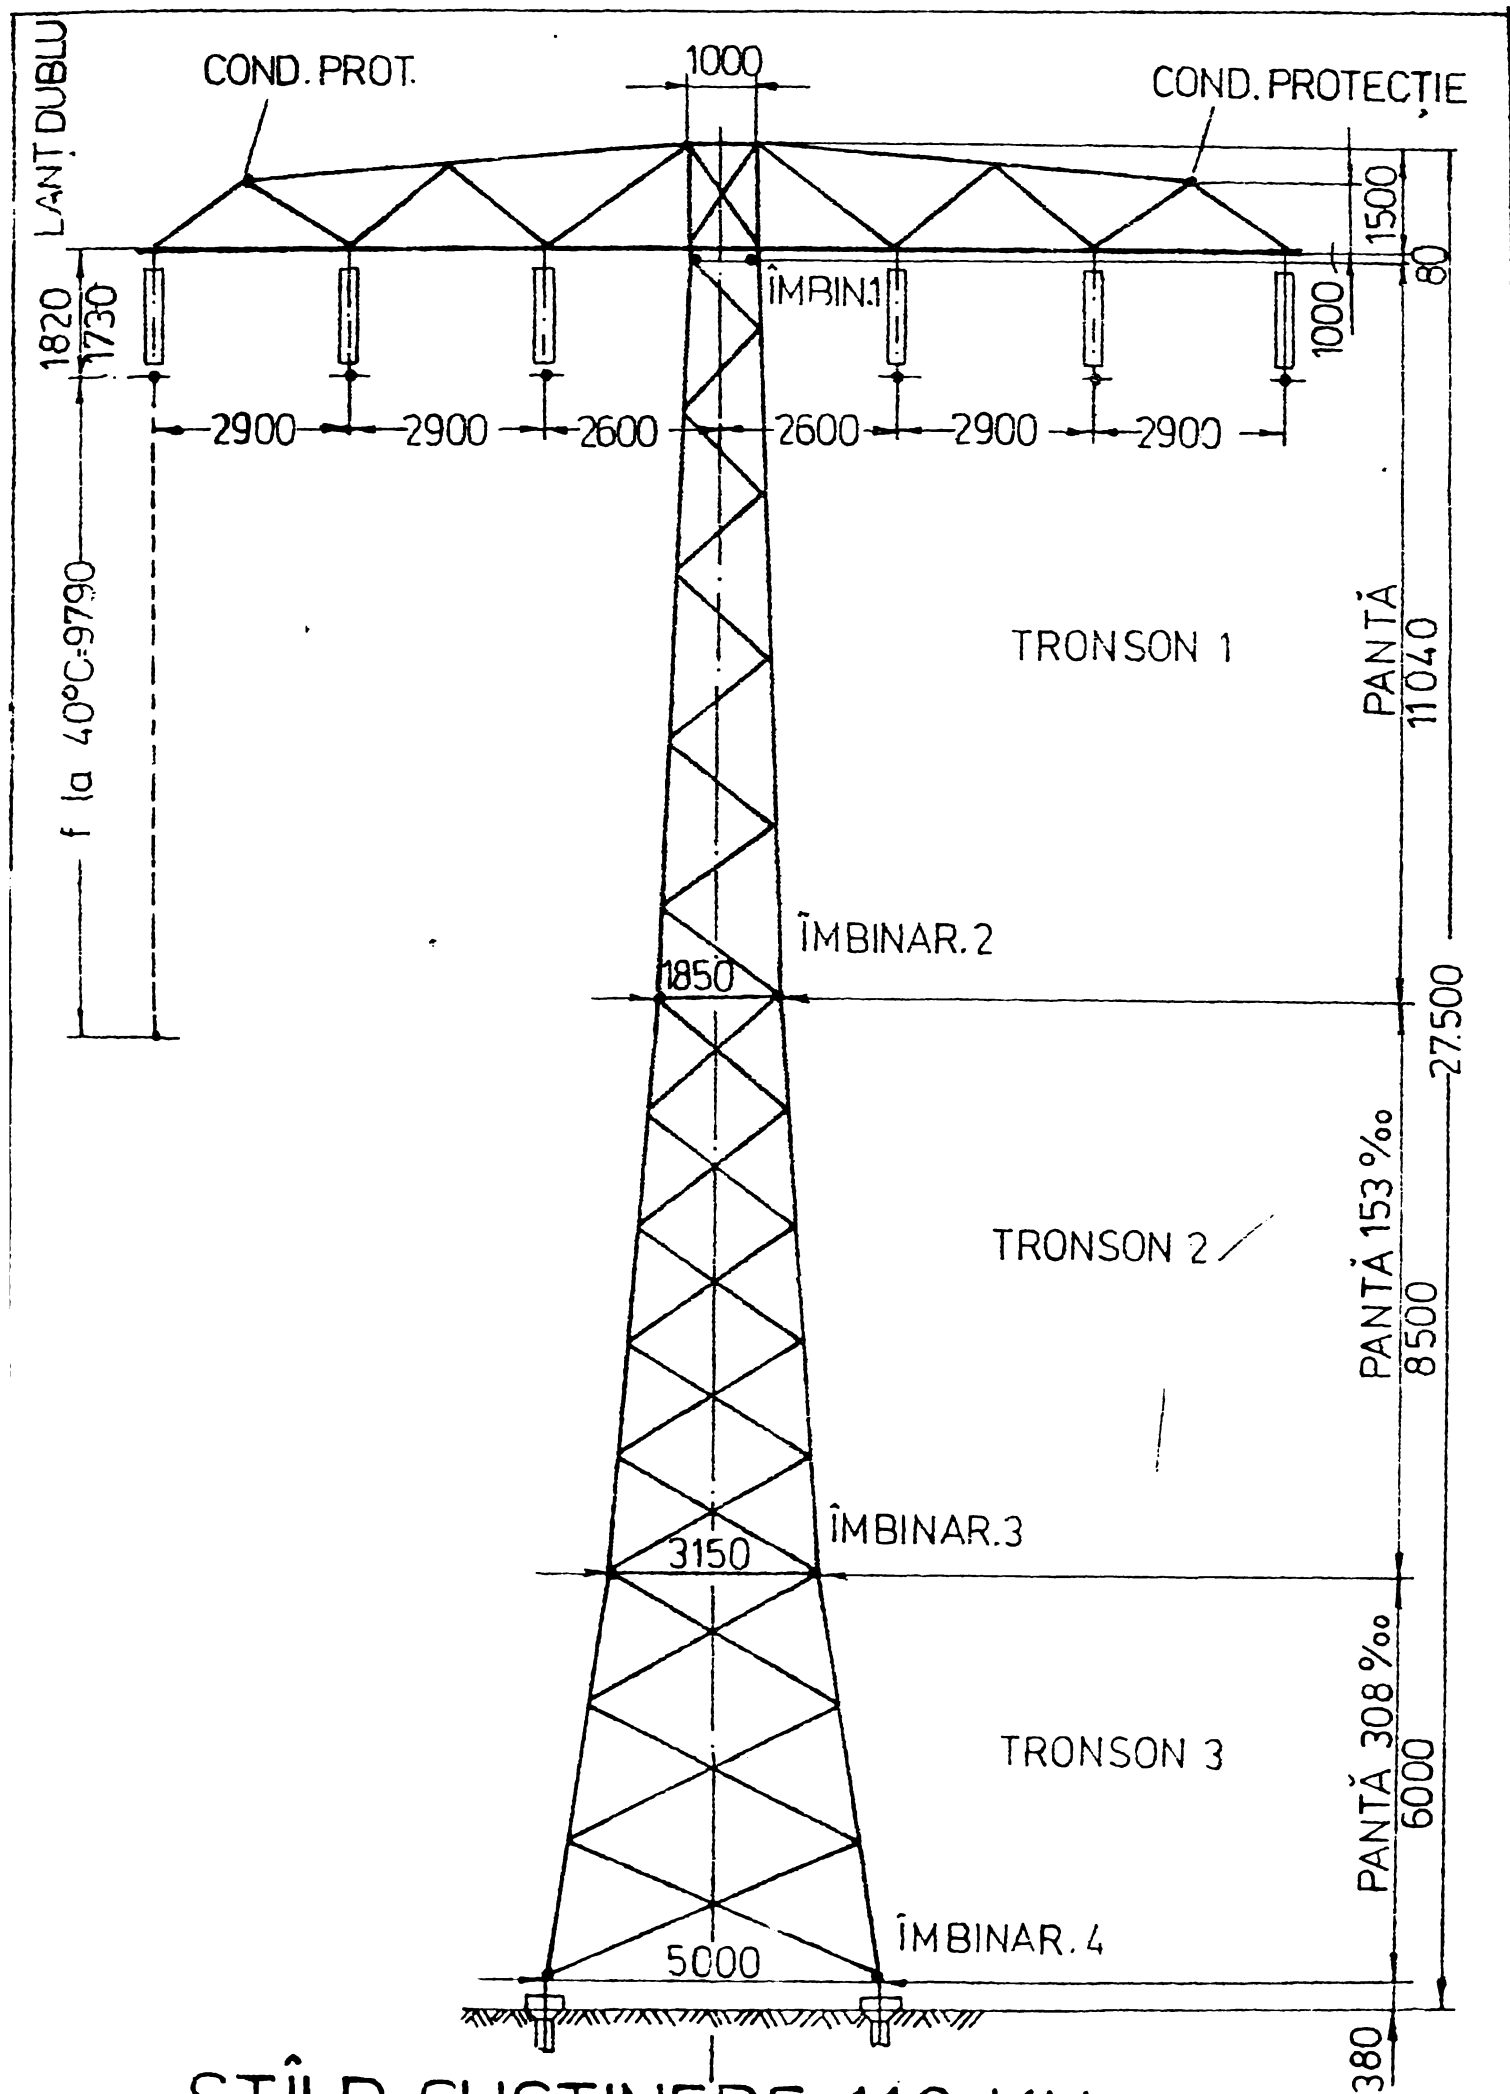 LANȚ DUBLU
COND. PROT.
1000
COND. PROTECȚIE
1500
80
1000
1820
1730
ÎMBIN.1
2900
2900
2600
2600
2900
2900
f la 40°C=9790
TRONSON 1
PANTĂ
11040
ÎMBINAR.2
1850
27.500
PANTĂ 153 ‰
8500
TRONSON 2
ÎMBINAR.3
3150
PANTĂ 308 ‰
6000
TRONSON 3
ÎMBINAR. 4
5000
380